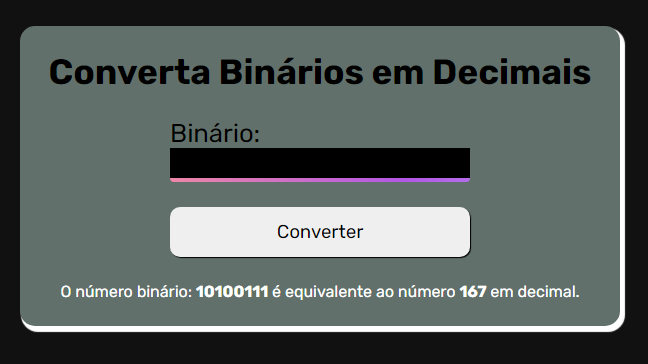 Converta Binários em Decimais
Binário:
Converter
O número binário: 10100111 é equivalente ao número 167 em decimal.